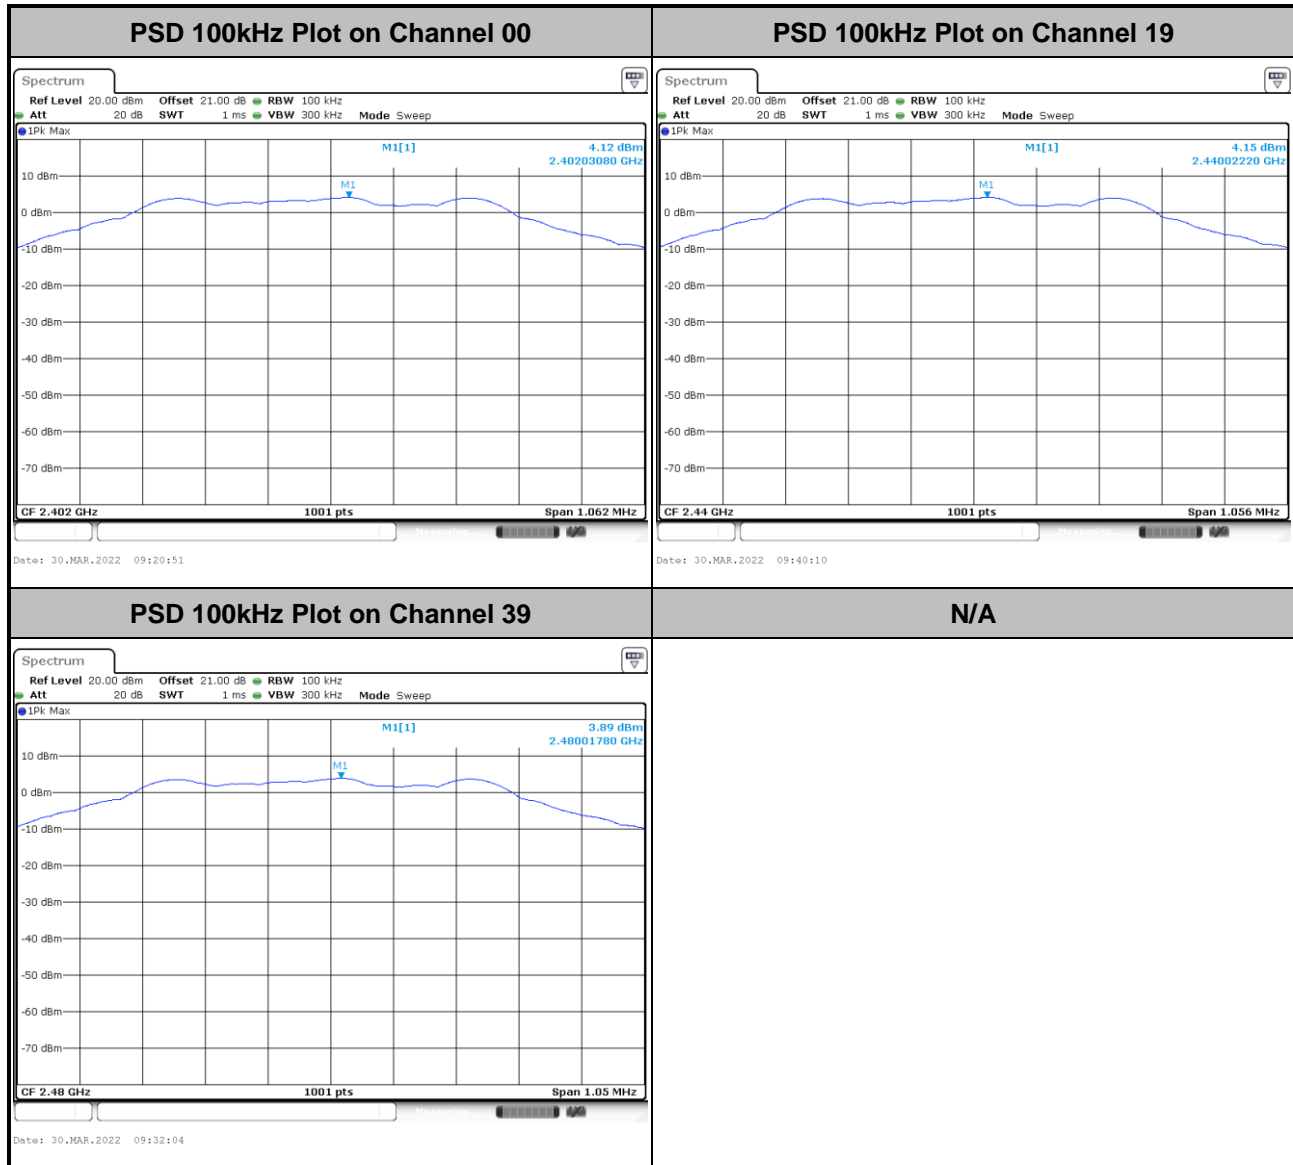 PSD 100kHz Plot on Channel 00
PSD 100kHz Plot on Channel 19
Spectrum
Ref Level 20.00 dBm Offset 21.00 dB RBW 100 kHz
Att 20 dB SWT 1 ms VBW 300 kHz Mode Sweep
1Pk Max
M1[1] 4.12 dBm
2.40203080 GHz
M1
10 dBm
0 dBm
-10 dBm
-20 dBm
-30 dBm
-40 dBm
-50 dBm
-60 dBm
-70 dBm
CF 2.402 GHz 1001 pts Span 1.062 MHz
Date: 30.MAR.2022 09:20:51
Spectrum
Ref Level 20.00 dBm Offset 21.00 dB RBW 100 kHz
Att 20 dB SWT 1 ms VBW 300 kHz Mode Sweep
1Pk Max
M1[1] 4.15 dBm
2.44002220 GHz
M1
10 dBm
0 dBm
-10 dBm
-20 dBm
-30 dBm
-40 dBm
-50 dBm
-60 dBm
-70 dBm
CF 2.44 GHz 1001 pts Span 1.056 MHz
Date: 30.MAR.2022 09:40:10
PSD 100kHz Plot on Channel 39
N/A
Spectrum
Ref Level 20.00 dBm Offset 21.00 dB RBW 100 kHz
Att 20 dB SWT 1 ms VBW 300 kHz Mode Sweep
1Pk Max
M1[1] 3.89 dBm
2.48001780 GHz
M1
10 dBm
0 dBm
-10 dBm
-20 dBm
-30 dBm
-40 dBm
-50 dBm
-60 dBm
-70 dBm
CF 2.48 GHz 1001 pts Span 1.05 MHz
Measuring...
Date: 30.MAR.2022 09:32:04